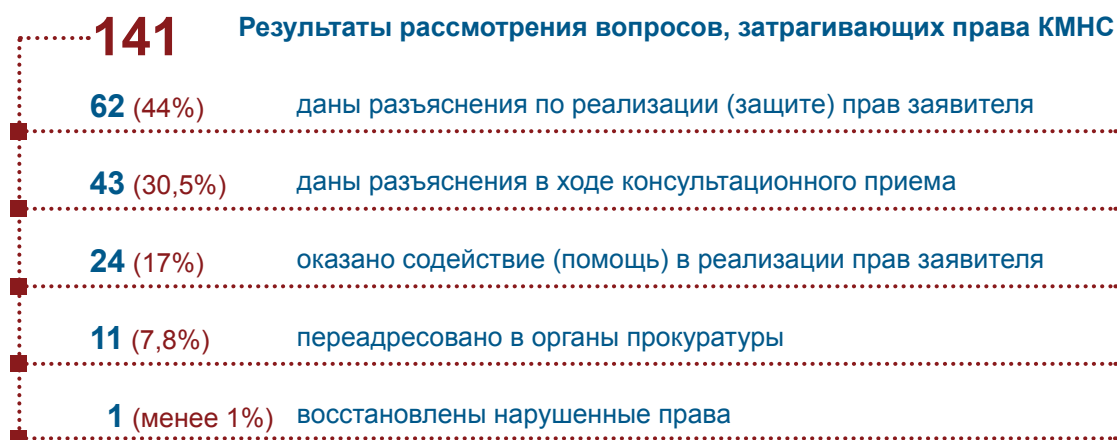 141 Результаты рассмотрения вопросов, затрагивающих права КМНС
62 (44%) даны разъяснения по реализации (защите) прав заявителя
43 (30,5%) даны разъяснения в ходе консультационного приема
24 (17%) оказано содействие (помощь) в реализации прав заявителя
11 (7,8%) переадресовано в органы прокуратуры
1 (менее 1%) восстановлены нарушенные права